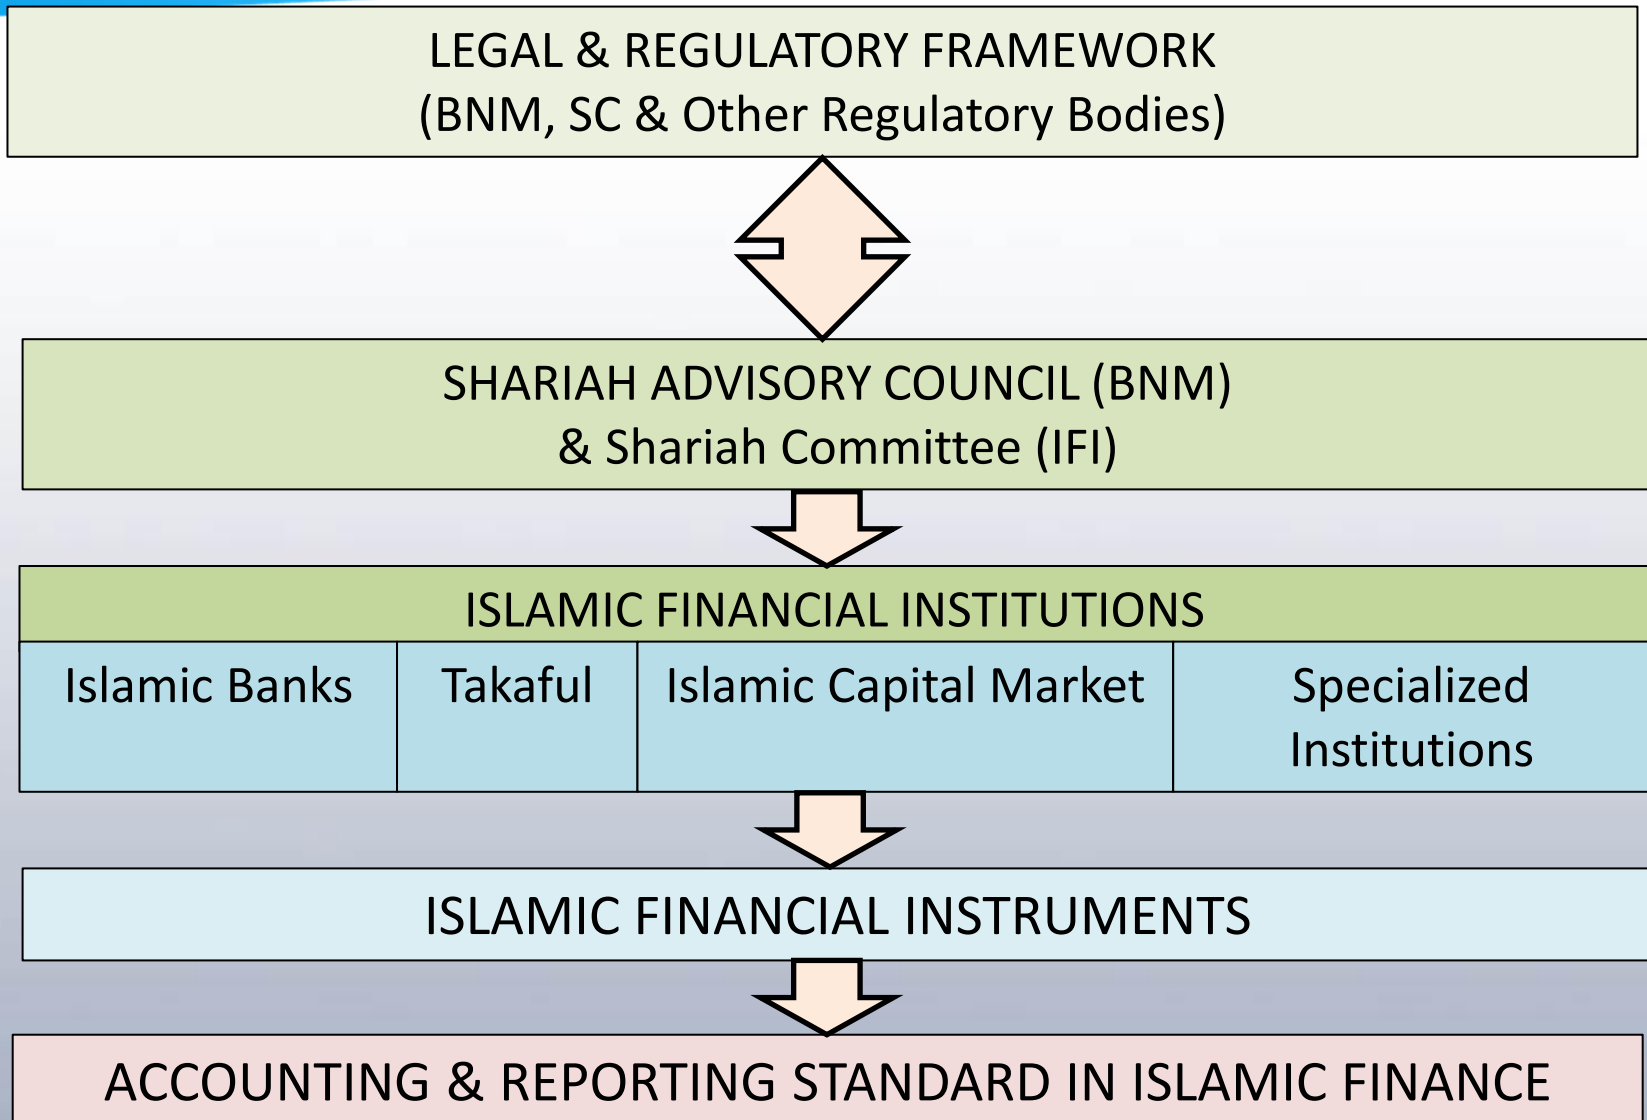 LEGAL & REGULATORY FRAMEWORK
(BNM, SC & Other Regulatory Bodies)
SHARIAH ADVISORY COUNCIL (BNM)
& Shariah Committee (IFI)
ISLAMIC FINANCIAL INSTITUTIONS
Islamic Banks
Takaful
Islamic Capital Market
Specialized
Institutions
ISLAMIC FINANCIAL INSTRUMENTS
ACCOUNTING & REPORTING STANDARD IN ISLAMIC FINANCE